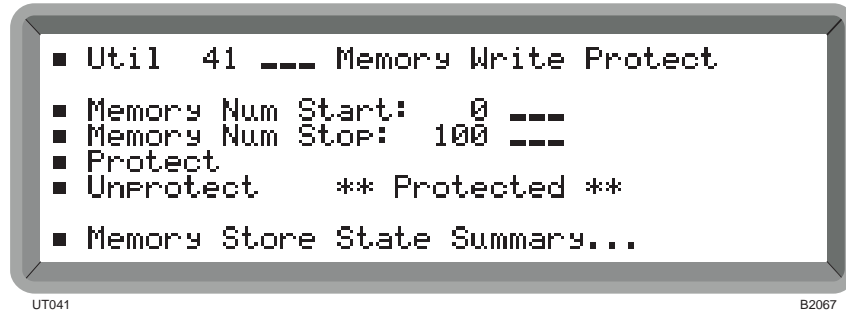 ▪ Util 41 ___ Memory Write Protect
▪ Memory Num Start: 0 ___
▪ Memory Num Stop: 100 ___
▪ Protect
▪ Unprotect ** Protected **
▪ Memory Store State Summary...
UT041 B2067